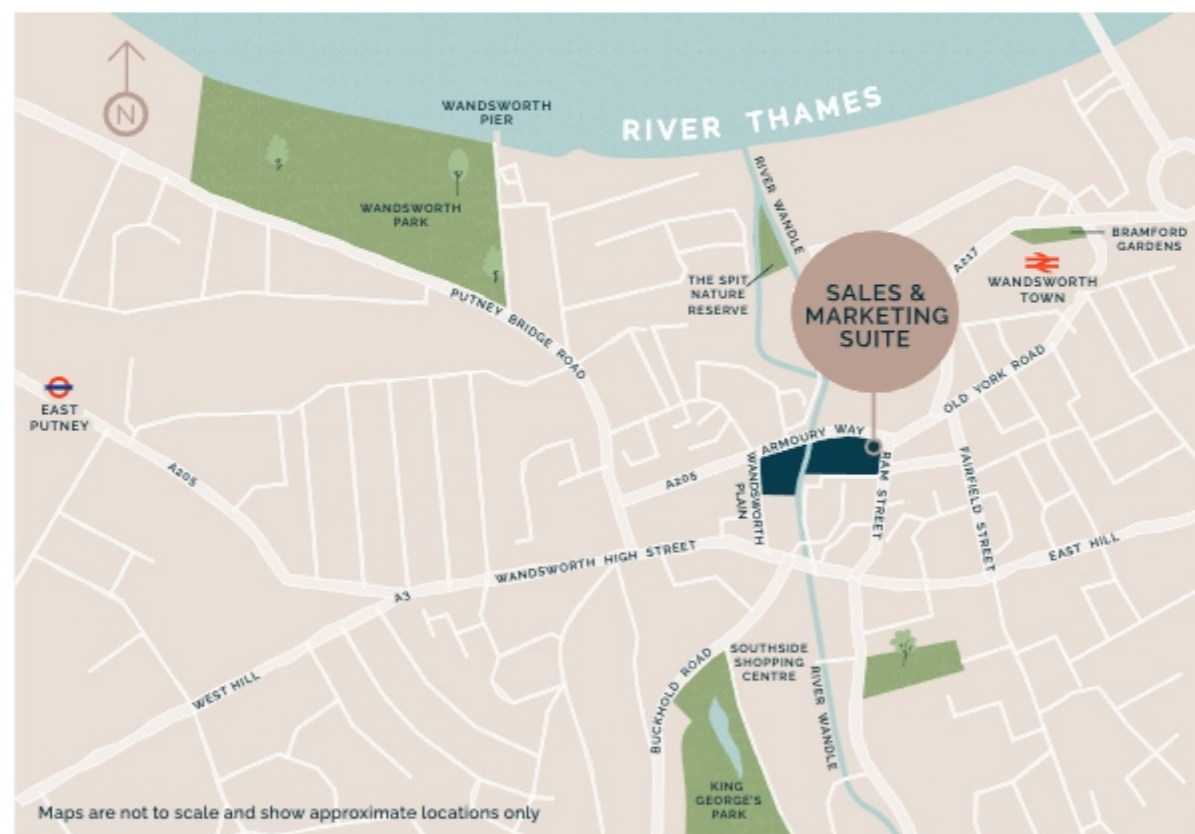 N
WANDSWORTH
PIER
RIVER THAMES
WANDSWORTH
PARK
RIVER WANDLE
BRAMFORD
GARDENS
A217
WANDSWORTH
TOWN
THE SPIT
NATURE
RESERVE
SALES &
MARKETING
SUITE
PUTNEY BRIDGE ROAD
OLD YORK ROAD
EAST
PUTNEY
A205
ARMOURY WAY
A205
WANDSWORTH
PLAIN
RAM STREET
FAIRFIELD STREET
WANDSWORTH HIGH STREET
EAST HILL
A3
WEST HILL
BUCKHOLD ROAD
SOUTHSIDE
SHOPPING
CENTRE
RIVER WANDLE
KING
GEORGE'S
PARK
Maps are not to scale and show approximate locations only